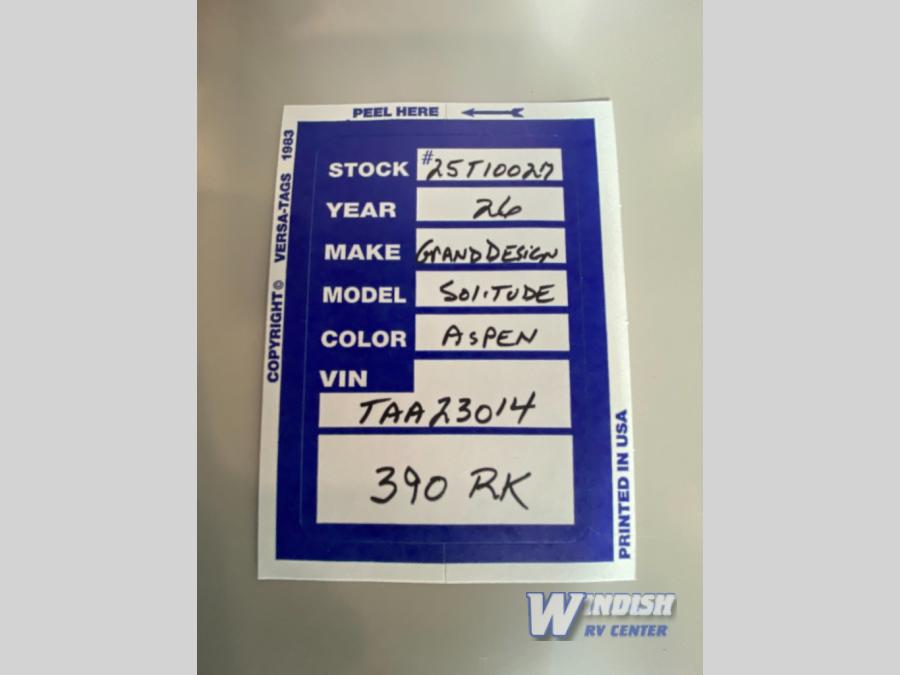 PEEL HERE
COPYRIGHT © VERSA-TAGS 1983
STOCK #25T10027
YEAR 26
MAKE GRAND DESIGN
MODEL SOLITUDE
COLOR ASPEN
VIN
TAA23014
390 RK
PRINTED IN USA
WINDISH
RV CENTER